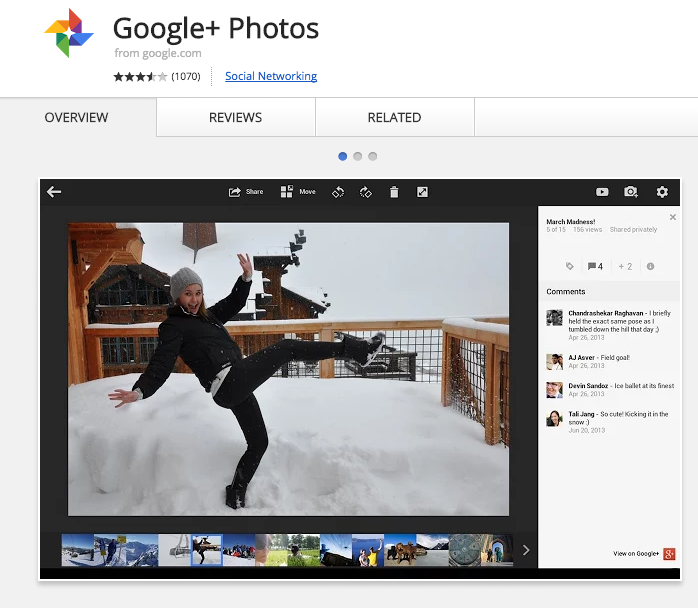 Google+ Photos
from google.com
(1070) Social Networking
OVERVIEW REVIEWS RELATED
Share Move
March Madness!
5 of 15 156 views Shared privately
4 + 2
Comments
Chandrashekar Raghavan - I briefly
held the exact same pose as I
tumbled down the hill that day ;)
Apr 26, 2013
AJ Asver - Field goal!
Apr 26, 2013
Devin Sandoz - Ice ballet at its finest
Apr 26, 2013
Tali Jang - So cute! Kicking it in the
snow :)
Jun 20, 2013
View on Google+